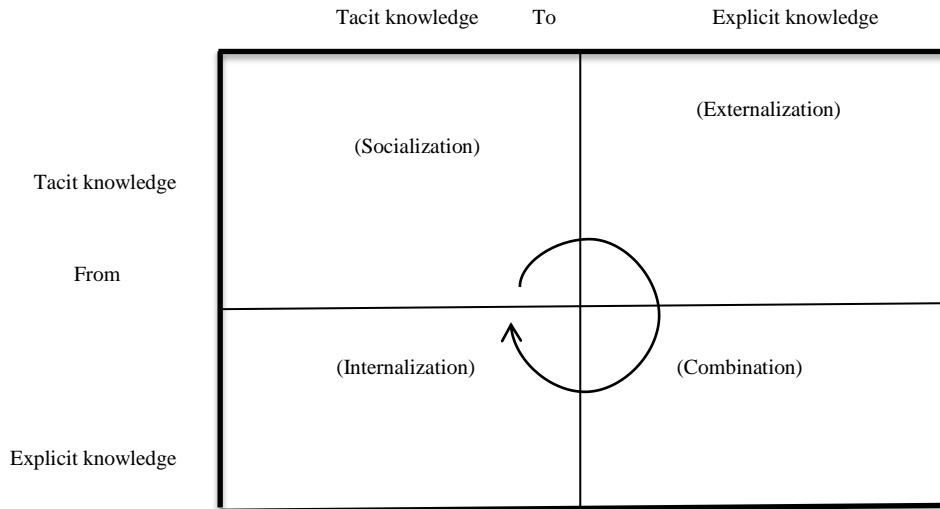 Tacit knowledge To Explicit knowledge
(Externalization)
(Socialization)
Tacit knowledge
From
(Internalization) (Combination)
Explicit knowledge